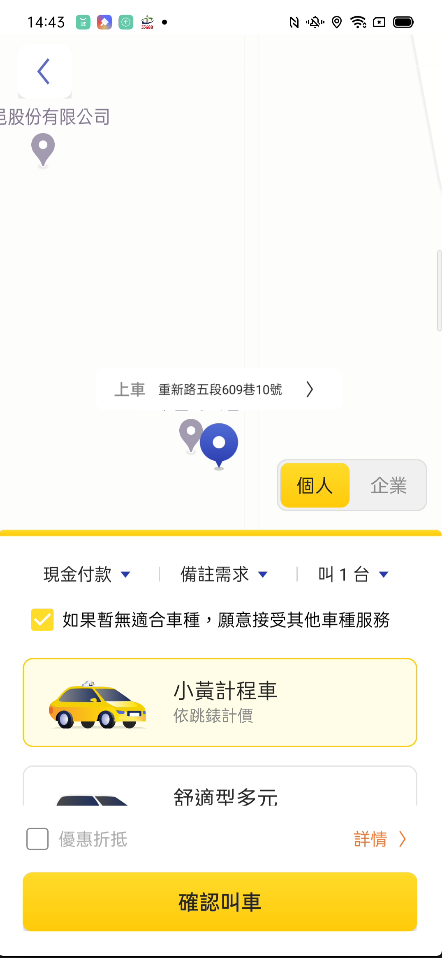 14:43
股份有限公司
上車 重新路五段609巷10號
個人 企業
現金付款 備註需求 叫 1 台
如果暫無適合車種，願意接受其他車種服務
小黃計程車
依跳錶計價
舒適型多元
優惠折抵 詳情
確認叫車